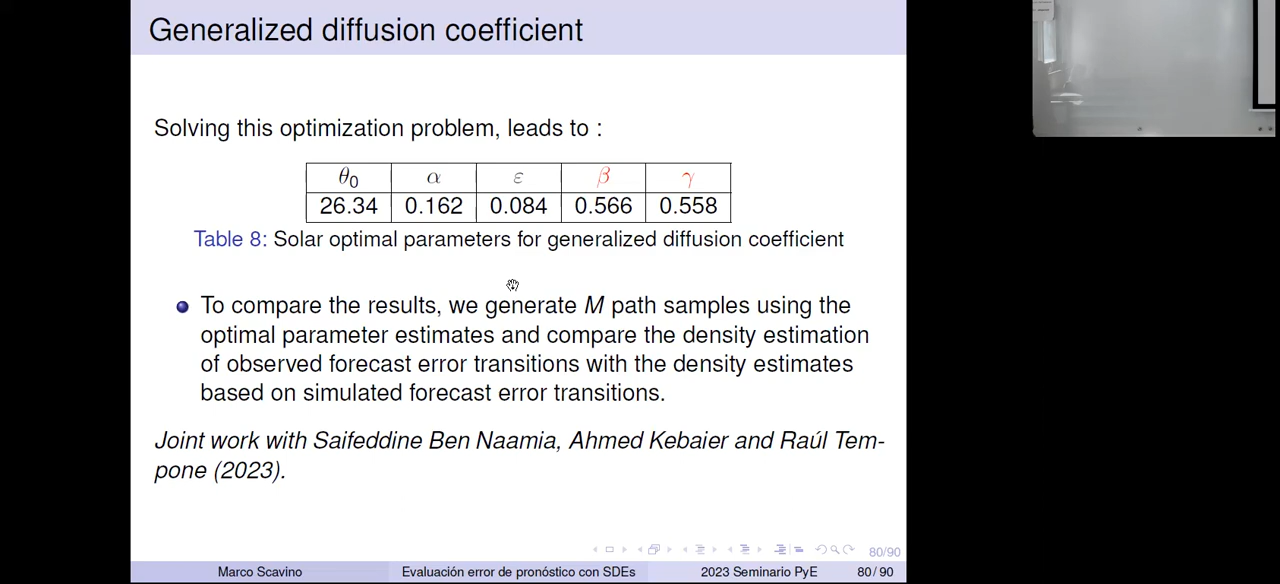 Generalized diffusion coefficient
Solving this optimization problem, leads to :
θ0 α ε β γ
26.34 0.162 0.084 0.566 0.558
Table 8: Solar optimal parameters for generalized diffusion coefficient
To compare the results, we generate M path samples using the
optimal parameter estimates and compare the density estimation
of observed forecast error transitions with the density estimates
based on simulated forecast error transitions.
Joint work with Saifeddine Ben Naamia, Ahmed Kebaier and Raúl Tem-
pone (2023).
80/90
Marco Scavino Evaluación error de pronóstico con SDEs 2023 Seminario PyE 80 / 90